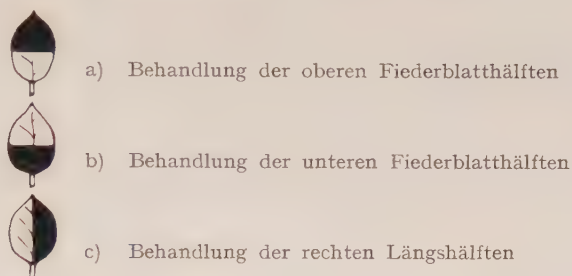 a) Behandlung der oberen Fiederblatthälften
b) Behandlung der unteren Fiederblatthälften
c) Behandlung der rechten Längshälften